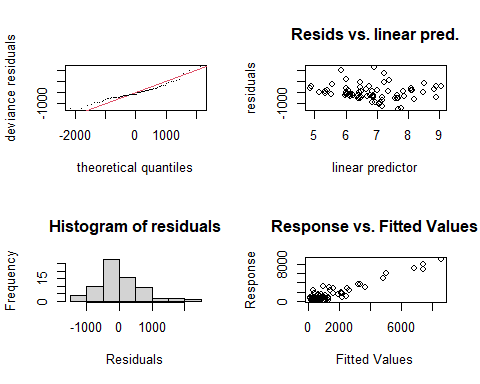 deviance residuals
-1000
-2000
0
1000
theoretical quantiles
Resids vs. linear pred.
residuals
-1000
5
6
7
8
9
linear predictor
Histogram of residuals
Frequency
0
15
-1000
0
1000
Residuals
Response vs. Fitted Values
Response
0
8000
0
2000
6000
Fitted Values